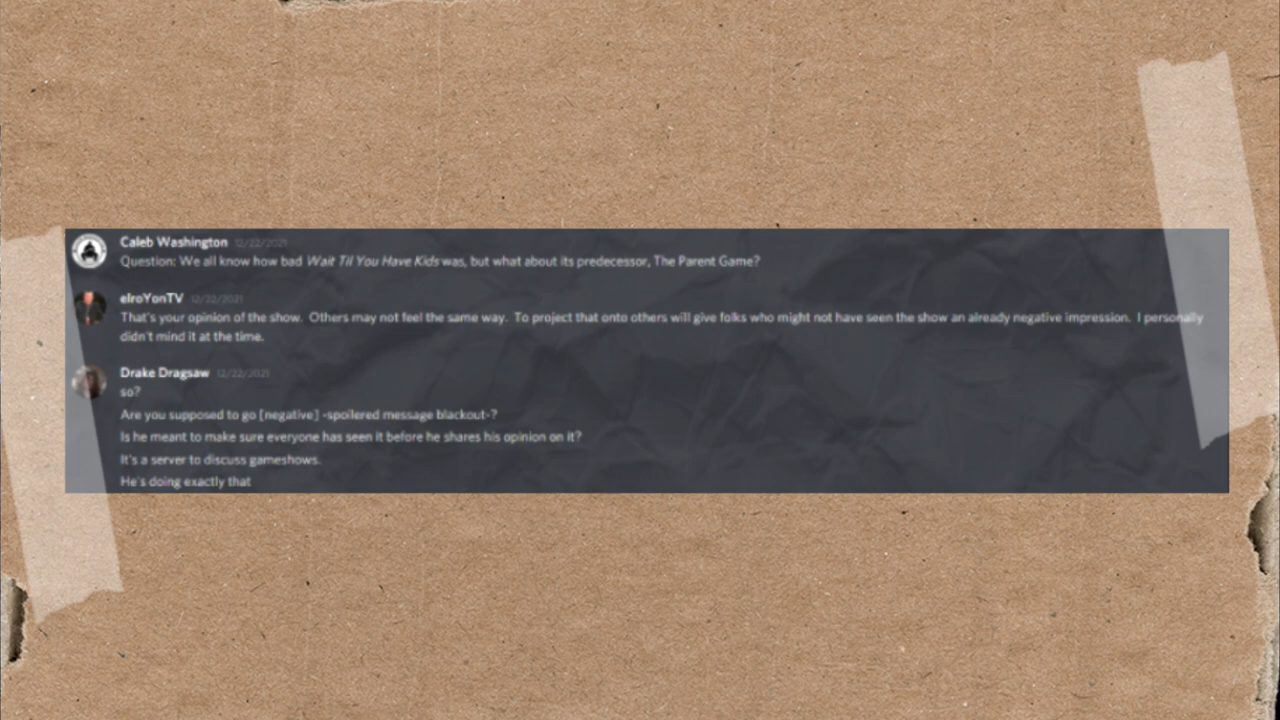 Caleb Washington 12/22/2021
Question: We all know how bad Wait Til You Have Kids was, but what about its predecessor, The Parent Game?
elroYonTV 12/22/2021
That's your opinion of the show. Others may not feel the same way. To project that onto others will give folks who might not have seen the show an already negative impression. I personally
didn't mind it at the time.
Drake Dragsaw 12/22/2021
so?
Are you supposed to go [negative] -spoilered message blackout-?
Is he meant to make sure everyone has seen it before he shares his opinion on it?
It's a server to discuss gameshows.
He's doing exactly that